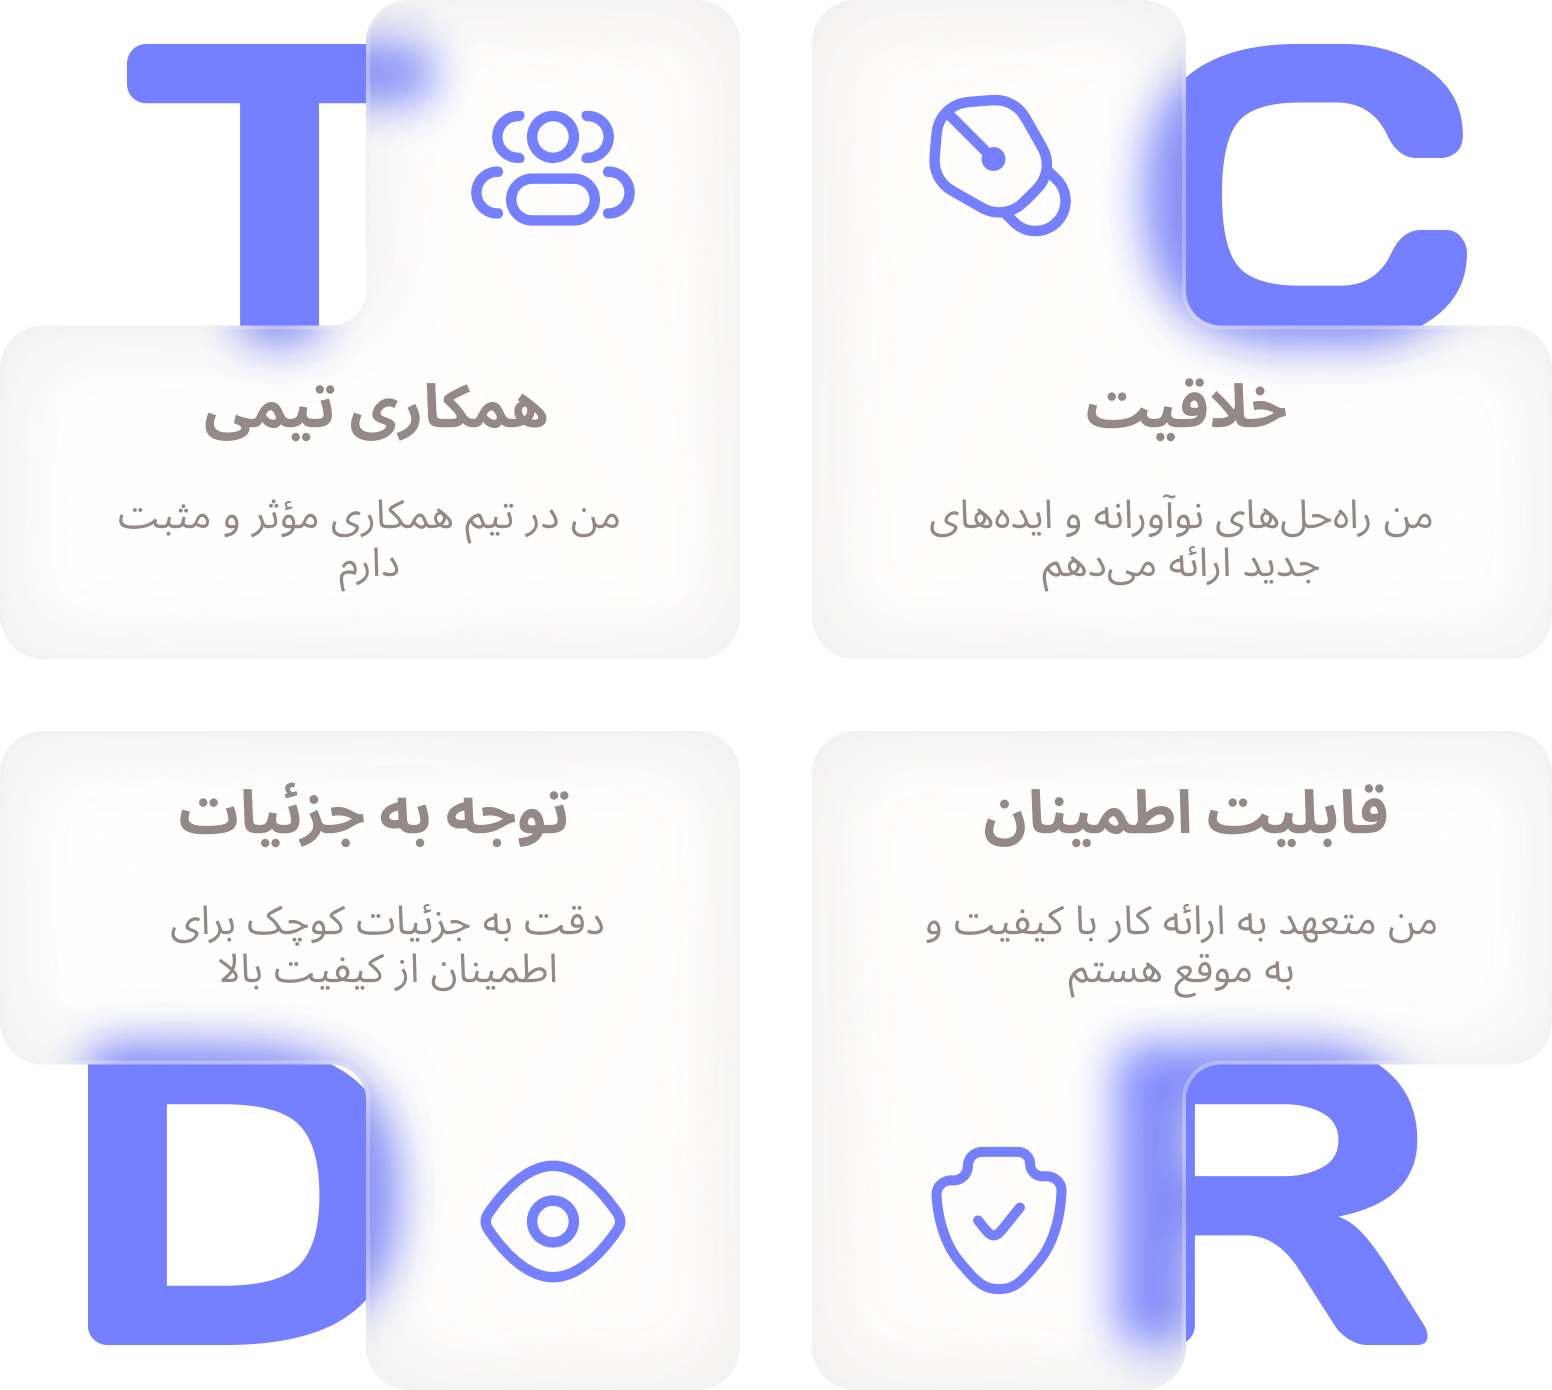 C
خلاقیت
من راه‌حل‌های نوآورانه و ایده‌های
جدید ارائه می‌دهم
T
همکاری تیمی
من در تیم همکاری مؤثر و مثبت
دارم
قابلیت اطمینان
من متعهد به ارائه کار با کیفیت و
به موقع هستم
R
توجه به جزئیات
دقت به جزئیات کوچک برای
اطمینان از کیفیت بالا
D